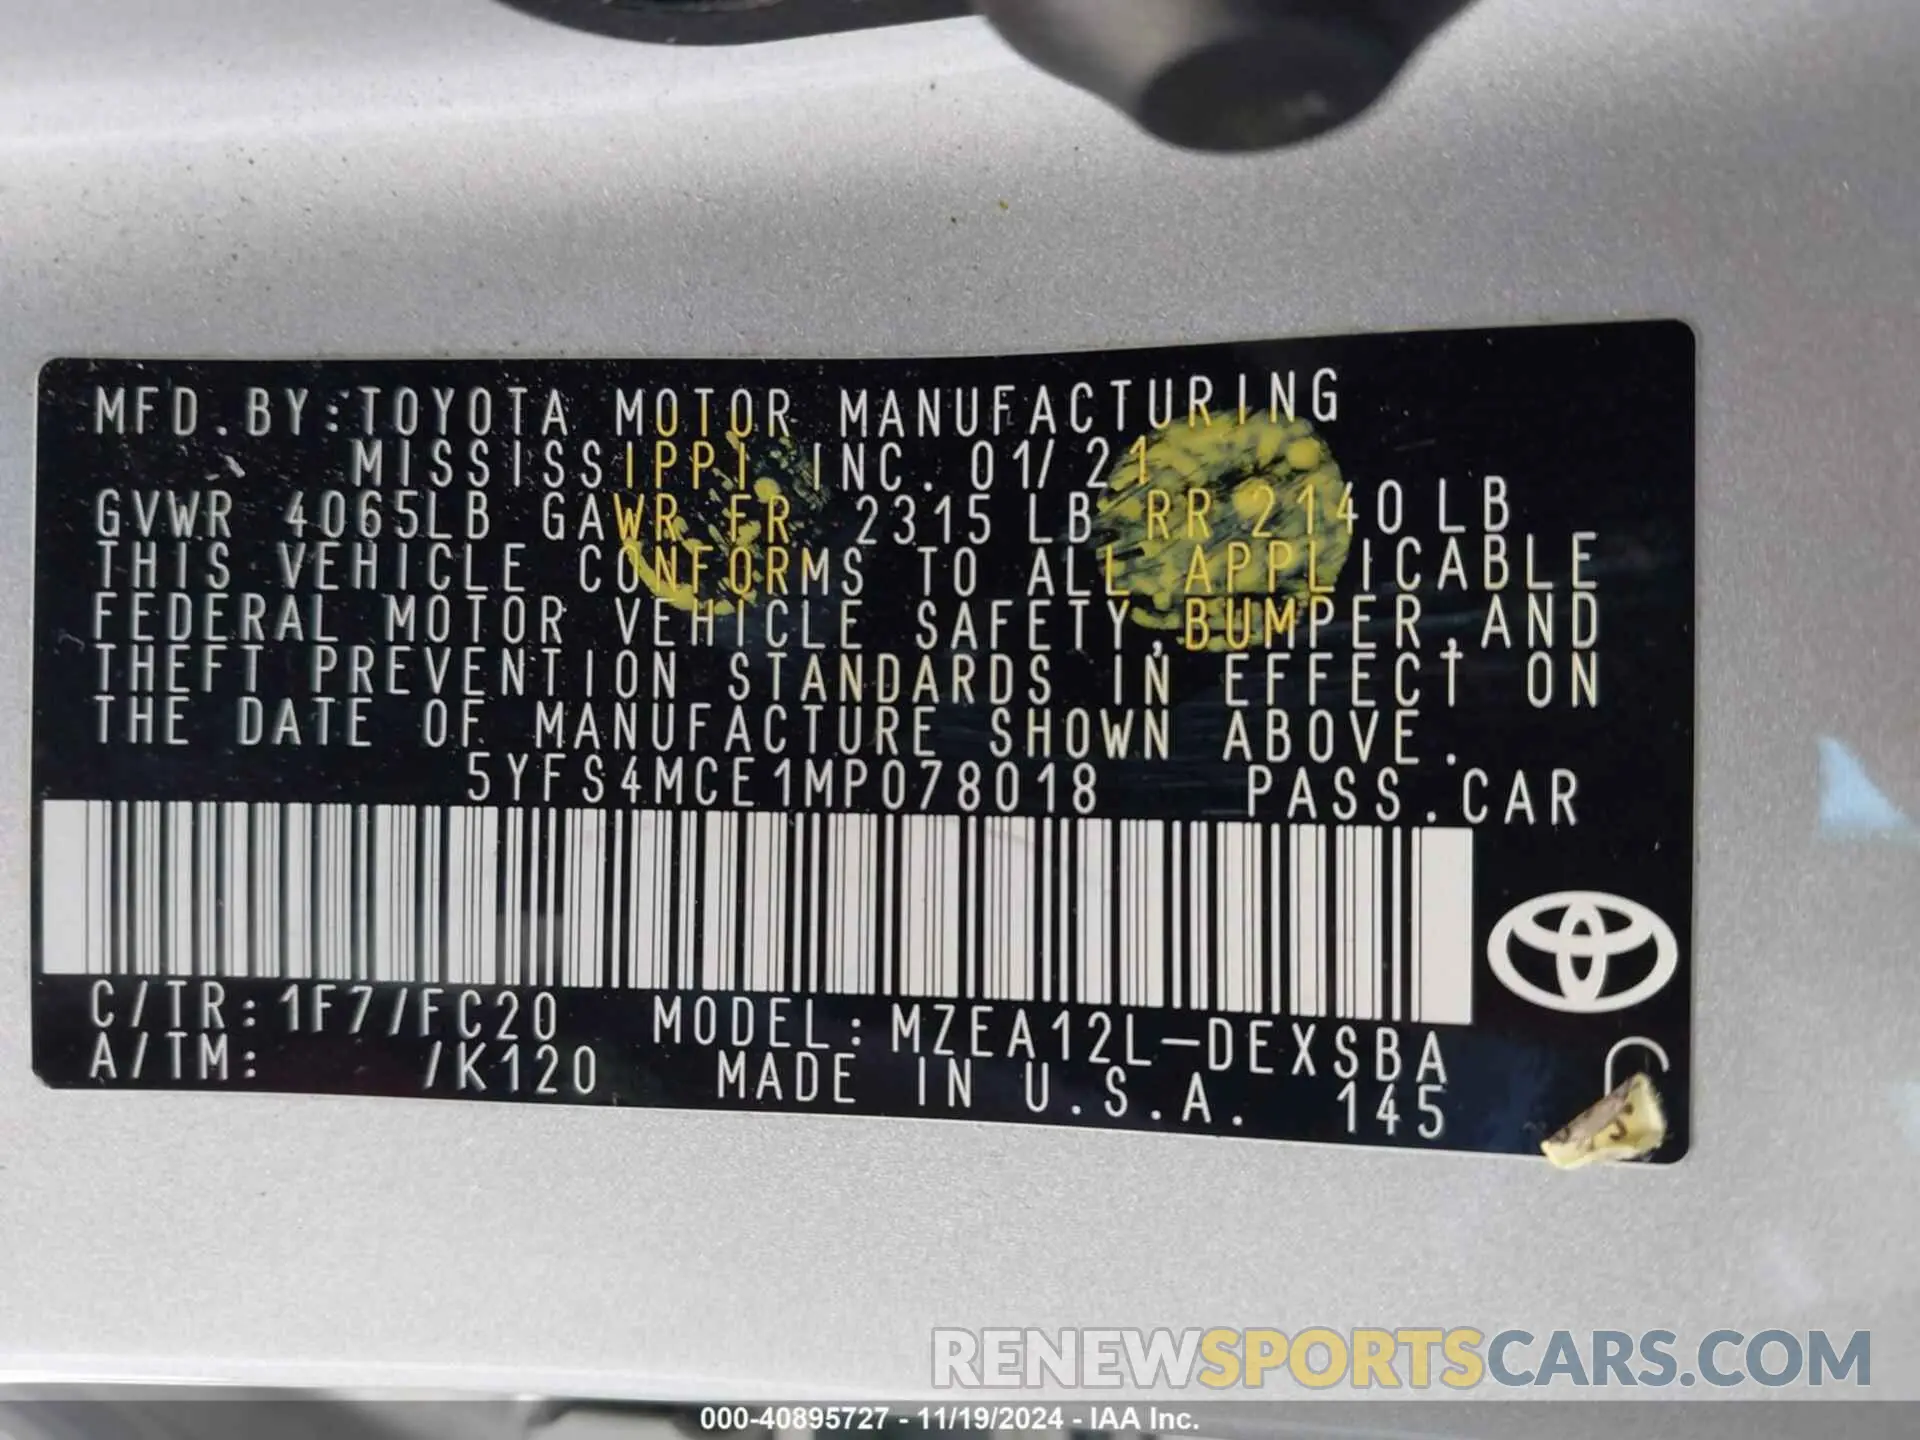 MFD.BY:TOYOTA MOTOR MANUFACTURING
MISSISSIPPI INC. 01/21
GVWR 4065LB GAWR FR 2315 LB RR 2140LB
THIS VEHICLE CONFORMS TO ALL APPLICABLE
FEDERAL MOTOR VEHICLE SAFETY,BUMPER,AND
THEFT PREVENTION STANDARDS IN EFFECT ON
THE DATE OF MANUFACTURE SHOWN ABOVE.
5YFS4MCE1MP078018 PASS.CAR
C/TR:1F7/FC20 MODEL:MZEA12L-DEXSBA
A/TM: /K120 MADE IN U.S.A. 145
RENEWSPORTSCARS.COM
000-40895727 - 11/19/2024 - IAA Inc.